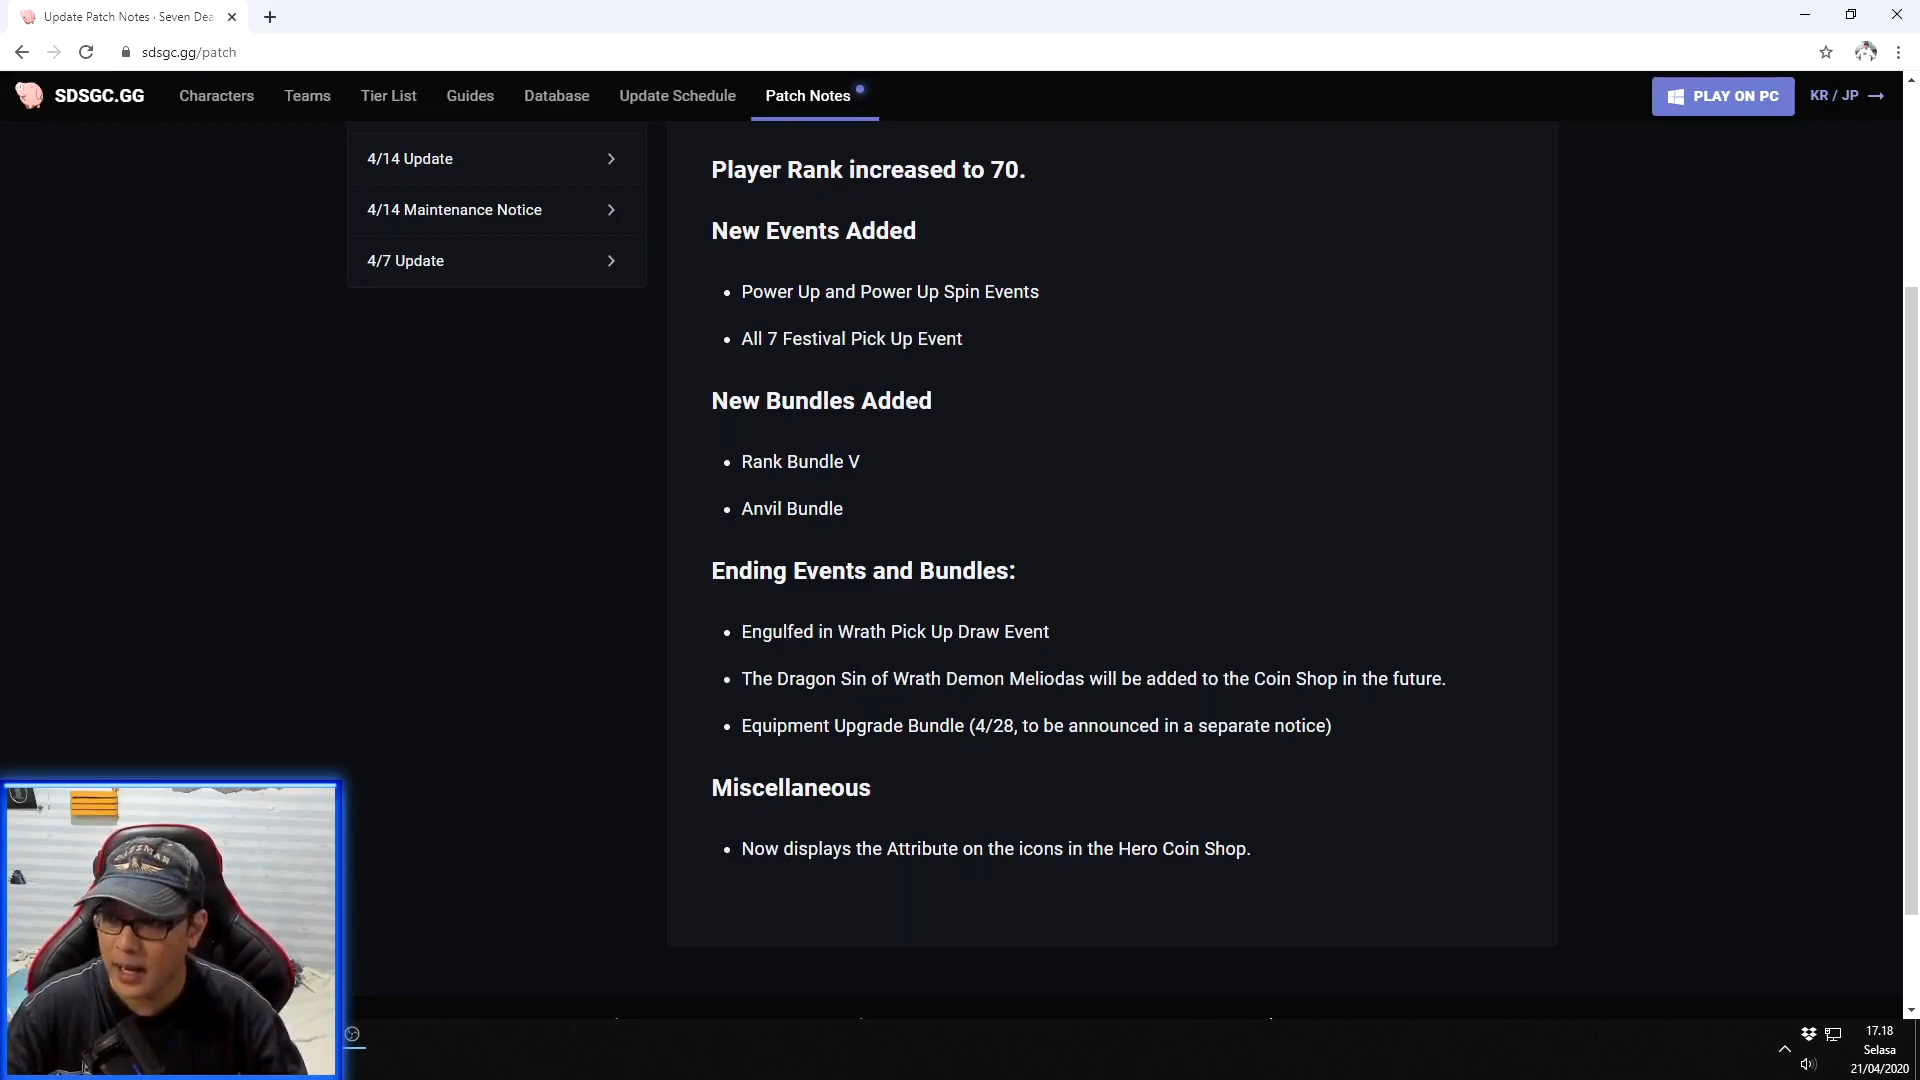 Update Patch Notes · Seven Dea
sdsgc.gg/patch
SDSGC.GG
Characters
Teams
Tier List
Guides
Database
Update Schedule
Patch Notes
PLAY ON PC
KR / JP →
4/14 Update
4/14 Maintenance Notice
4/7 Update
Player Rank increased to 70.
New Events Added
• Power Up and Power Up Spin Events
• All 7 Festival Pick Up Event
New Bundles Added
• Rank Bundle V
• Anvil Bundle
Ending Events and Bundles:
• Engulfed in Wrath Pick Up Draw Event
• The Dragon Sin of Wrath Demon Meliodas will be added to the Coin Shop in the future.
• Equipment Upgrade Bundle (4/28, to be announced in a separate notice)
Miscellaneous
• Now displays the Attribute on the icons in the Hero Coin Shop.
17.18
Selasa
21/04/2020